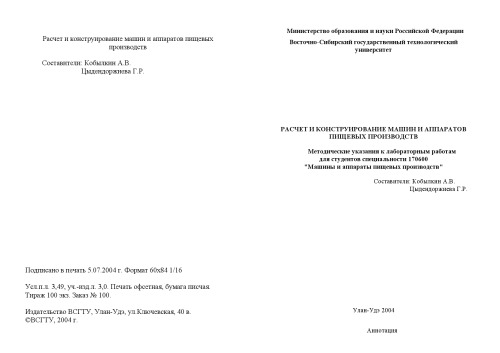 Расчет и конструирование машин и аппаратов пищевых
производств
Составители: Кобылкин А.В.
Цыдендоржиева Г.Р.
Подписано в печать 5.07.2004 г. Формат 60х84 1/16
Усл.п.л. 3,49, уч.-изд.л. 3,0. Печать офсетная, бумага писчая.
Тираж 100 экз. Заказ № 100.
Издательство ВСГТУ, Улан-Удэ, ул.Ключевская, 40 в.
©ВСГТУ, 2004 г.
Министерство образования и науки Российской Федерации
Восточно-Сибирский государственный технологический
университет
РАСЧЕТ И КОНСТРУИРОВАНИЕ МАШИН И АППАРАТОВ
ПИЩЕВЫХ ПРОИЗВОДСТВ
Методические указания к лабораторным работам
для студентов специальности 170600
"Машины и аппараты пищевых производств"
Составители: Кобылкин А.В.
Цыдендоржиева Г.Р.
Улан-Удэ 2004
Аннотация